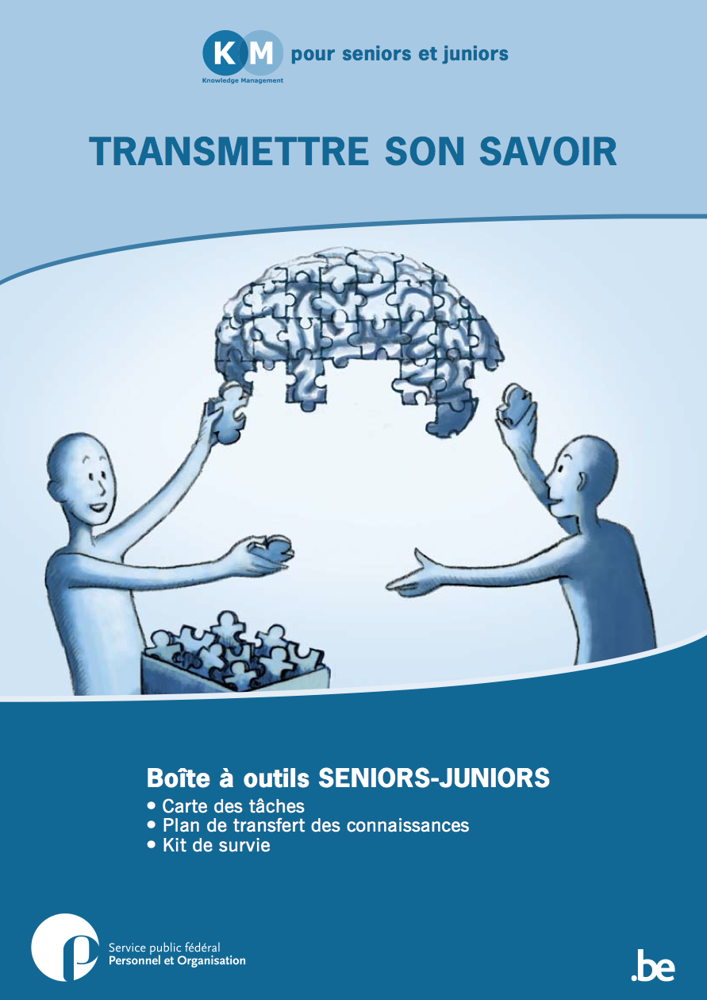 KM pour seniors et juniors
Knowledge Management
TRANSMETTRE SON SAVOIR
Boîte à outils SENIORS-JUNIORS
• Carte des tâches
• Plan de transfert des connaissances
• Kit de survie
Service public fédéral
Personnel et Organisation
.be